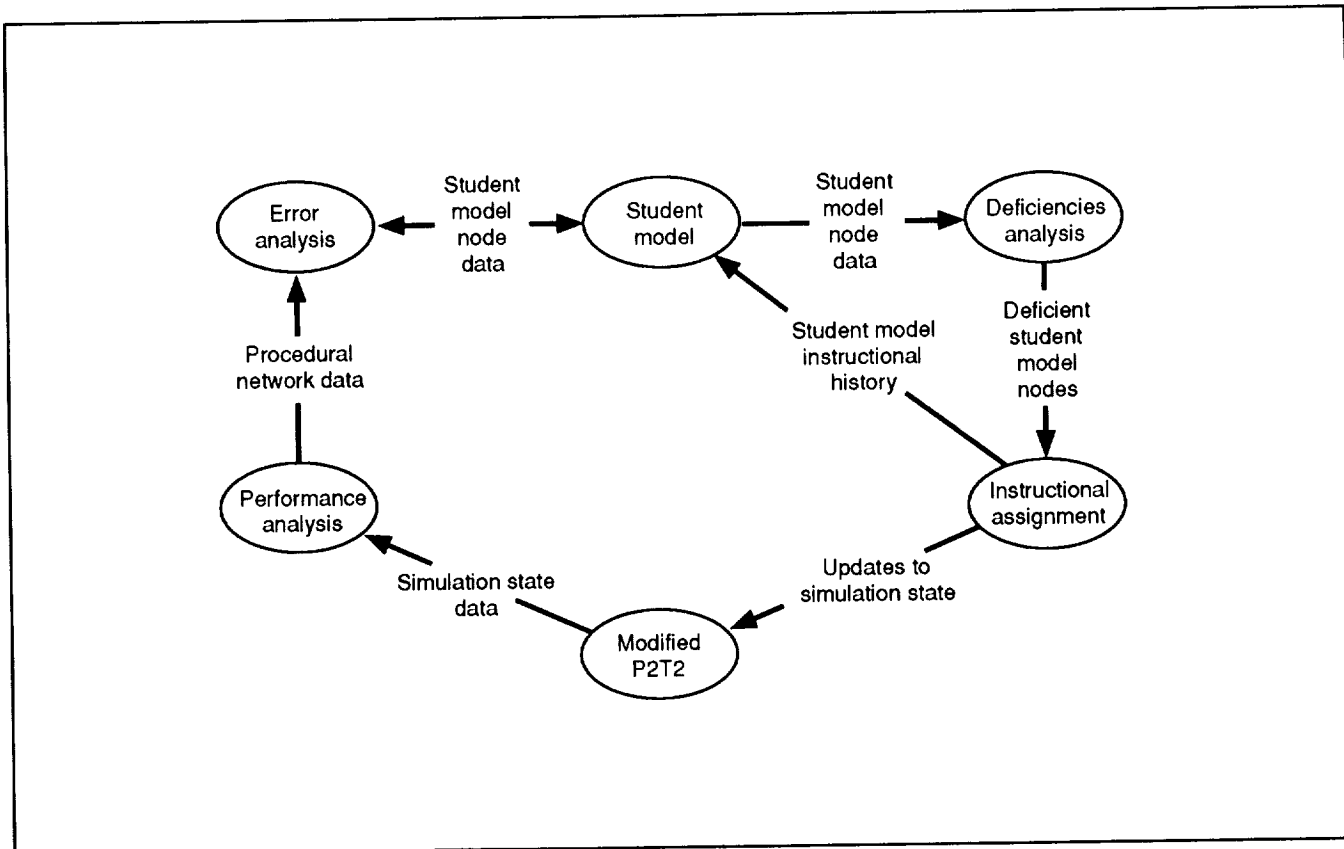 Error
analysis
Student
model
node
data
Student
model
Student
model
node
data
Deficiencies
analysis
Procedural
network data
Student model
instructional
history
Deficient
student
model
nodes
Performance
analysis
Instructional
assignment
Simulation state
data
Updates to
simulation state
Modified
P2T2